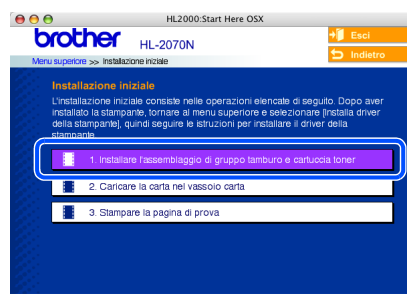 HL2000:Start Here OSX
brother
HL-2070N
Esci
Indietro
Menu superiore >> Installazione iniziale
Installazione iniziale
L'installazione iniziale consiste nelle operazioni elencate di seguito. Dopo aver
installato la stampante, tornare al menu superiore e selezionare [Installa driver
della stampante], quindi seguire le istruzioni per installare il driver della
stampante.
1. Installare l'assemblaggio di gruppo tamburo e cartuccia toner
2. Caricare la carta nel vassoio carta
3. Stampare la pagina di prova